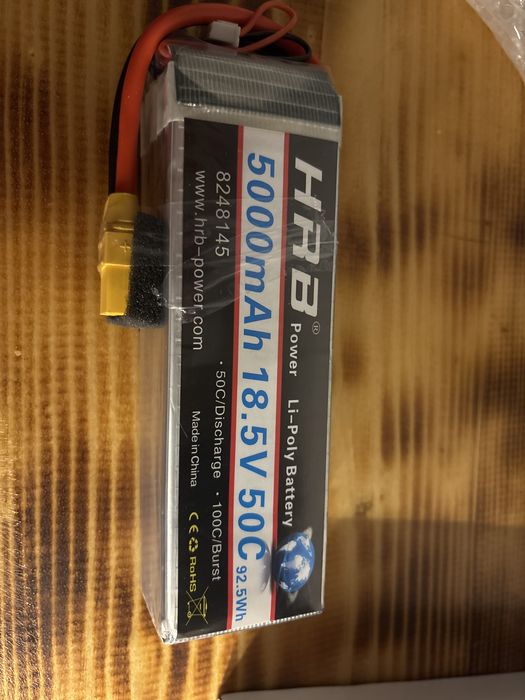 HRB®
Power Li-Poly Battery
5000mAh 18.5V 50C 92.5Wh
8248145 · 50C/Discharge · 100C/Burst
www.hrb-power.com Made in China CE RoHS